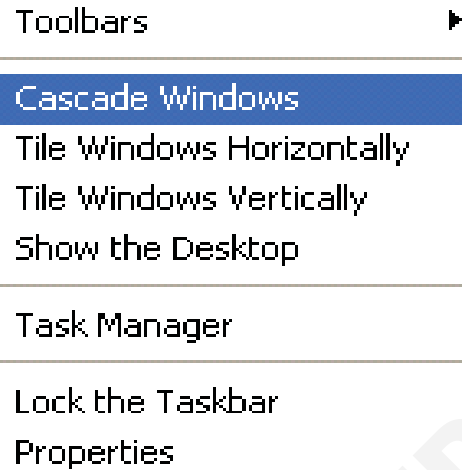 Toolbars
Cascade Windows
Tile Windows Horizontally
Tile Windows Vertically
Show the Desktop
Task Manager
Lock the Taskbar
Properties